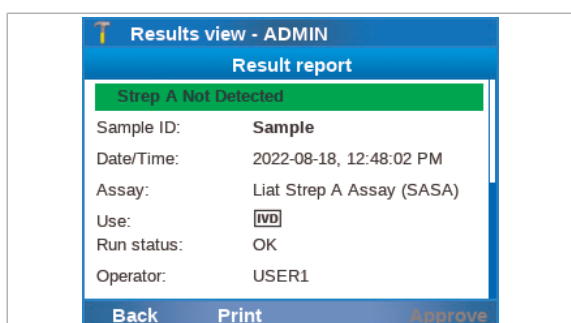 Results view - ADMIN
Result report
Strep A Not Detected
Sample ID: Sample
Date/Time: 2022-08-18, 12:48:02 PM
Assay: Liat Strep A Assay (SASA)
Use: IVD
Run status: OK
Operator: USER1
Back Print Approve